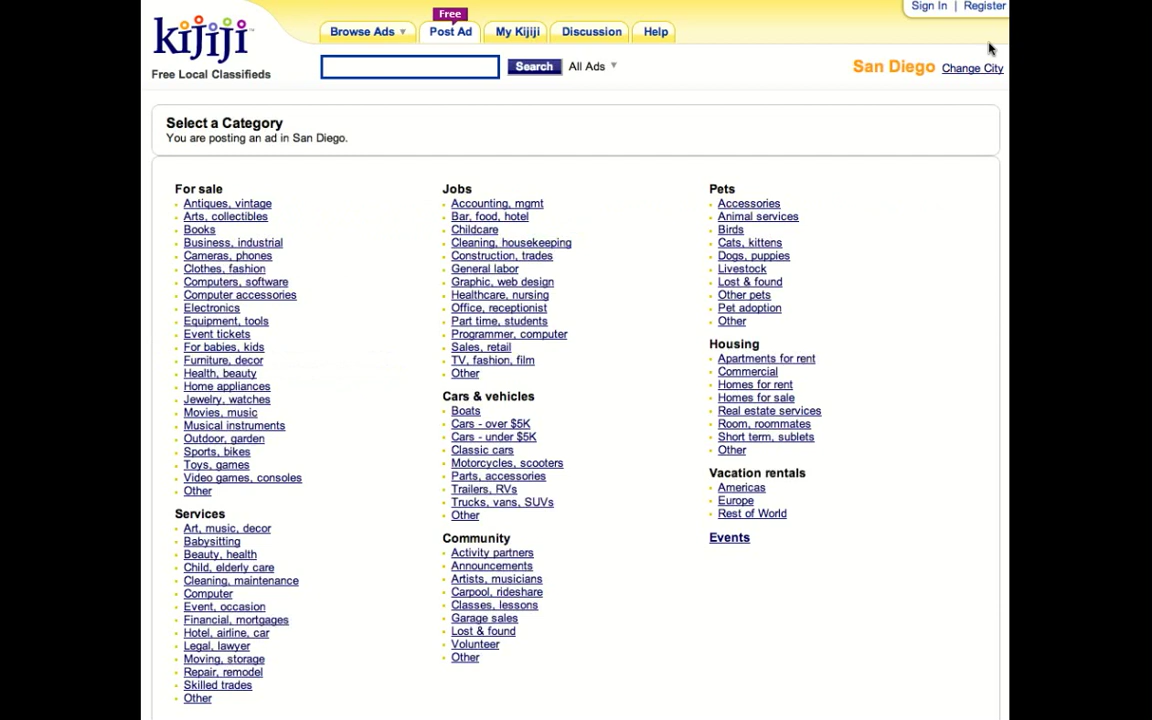 Sign In | Register
Free
Browse Ads
Post Ad
My Kijiji
Discussion
Help
kijiji
Free Local Classifieds
Search
All Ads
San Diego
Change City
Select a Category
You are posting an ad in San Diego.
For sale
Antiques, vintage
Arts, collectibles
Books
Business, industrial
Cameras, phones
Clothes, fashion
Computers, software
Computer accessories
Electronics
Equipment, tools
Event tickets
For babies, kids
Furniture, decor
Health, beauty
Home appliances
Jewelry, watches
Movies, music
Musical instruments
Outdoor, garden
Sports, bikes
Toys, games
Video games, consoles
Other
Services
Art, music, decor
Babysitting
Beauty, health
Child, elderly care
Cleaning, maintenance
Computer
Event, occasion
Financial, mortgages
Hotel, airline, car
Legal, lawyer
Moving, storage
Repair, remodel
Skilled trades
Other
Jobs
Accounting, mgmt
Bar, food, hotel
Childcare
Cleaning, housekeeping
Construction, trades
General labor
Graphic, web design
Healthcare, nursing
Office, receptionist
Part time, students
Programmer, computer
Sales, retail
TV, fashion, film
Other
Cars & vehicles
Boats
Cars - over $5K
Cars - under $5K
Classic cars
Motorcycles, scooters
Parts, accessories
Trailers, RVs
Trucks, vans, SUVs
Other
Community
Activity partners
Announcements
Artists, musicians
Carpool, rideshare
Classes, lessons
Garage sales
Lost & found
Volunteer
Other
Pets
Accessories
Animal services
Birds
Cats, kittens
Dogs, puppies
Livestock
Lost & found
Other pets
Pet adoption
Other
Housing
Apartments for rent
Commercial
Homes for rent
Homes for sale
Real estate services
Room, roommates
Short term, sublets
Other
Vacation rentals
Americas
Europe
Rest of World
Events